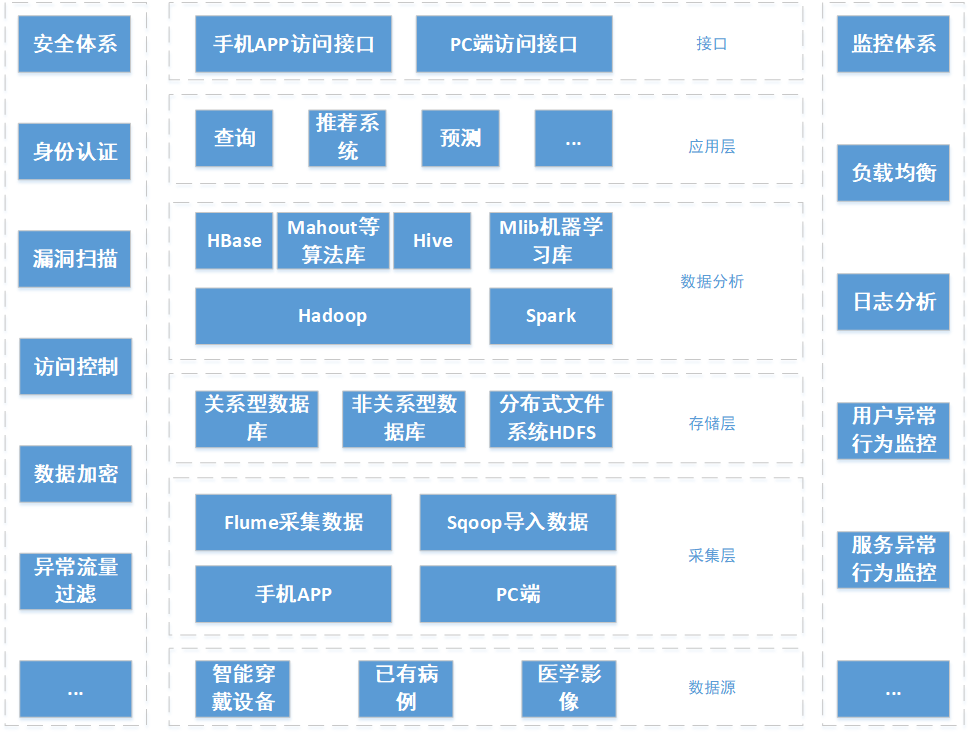 安全体系
身份认证
漏洞扫描
访问控制
数据加密
异常流量
过滤
...
手机APP访问接口
PC端访问接口
接口
查询
推荐系
统
预测
...
应用层
HBase
Mahout等
算法库
Hive
Mlib机器学
习库
Hadoop
Spark
数据分析
关系型数据
库
非关系型数
据库
分布式文件
系统HDFS
存储层
Flume采集数据
Sqoop导入数据
手机APP
PC端
采集层
智能穿
戴设备
已有病
例
医学影
像
数据源
监控体系
负载均衡
日志分析
用户异常
行为监控
服务异常
行为监控
...